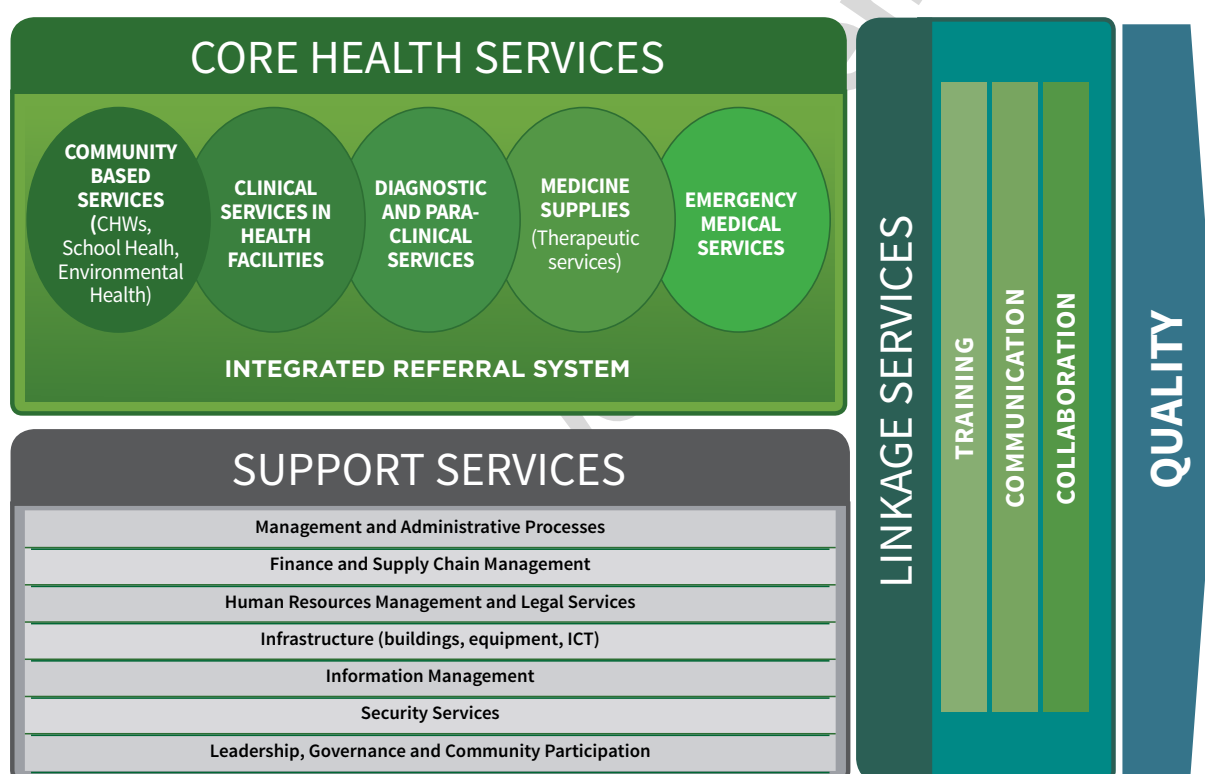 CORE HEALTH SERVICES
COMMUNITY
BASED
SERVICES
(CHWs,
School Healh,
Environmental
Health)
CLINICAL
SERVICES IN
HEALTH
FACILITIES
DIAGNOSTIC
AND PARA-
CLINICAL
SERVICES
MEDICINE
SUPPLIES
(Therapeutic
services)
EMERGENCY
MEDICAL
SERVICES
INTEGRATED REFERRAL SYSTEM
SUPPORT SERVICES
Management and Administrative Processes
Finance and Supply Chain Management
Human Resources Management and Legal Services
Infrastructure (buildings, equipment, ICT)
Information Management
Security Services
Leadership, Governance and Community Participation
LINKAGE SERVICES
TRAINING
COMMUNICATION
COLLABORATION
QUALITY